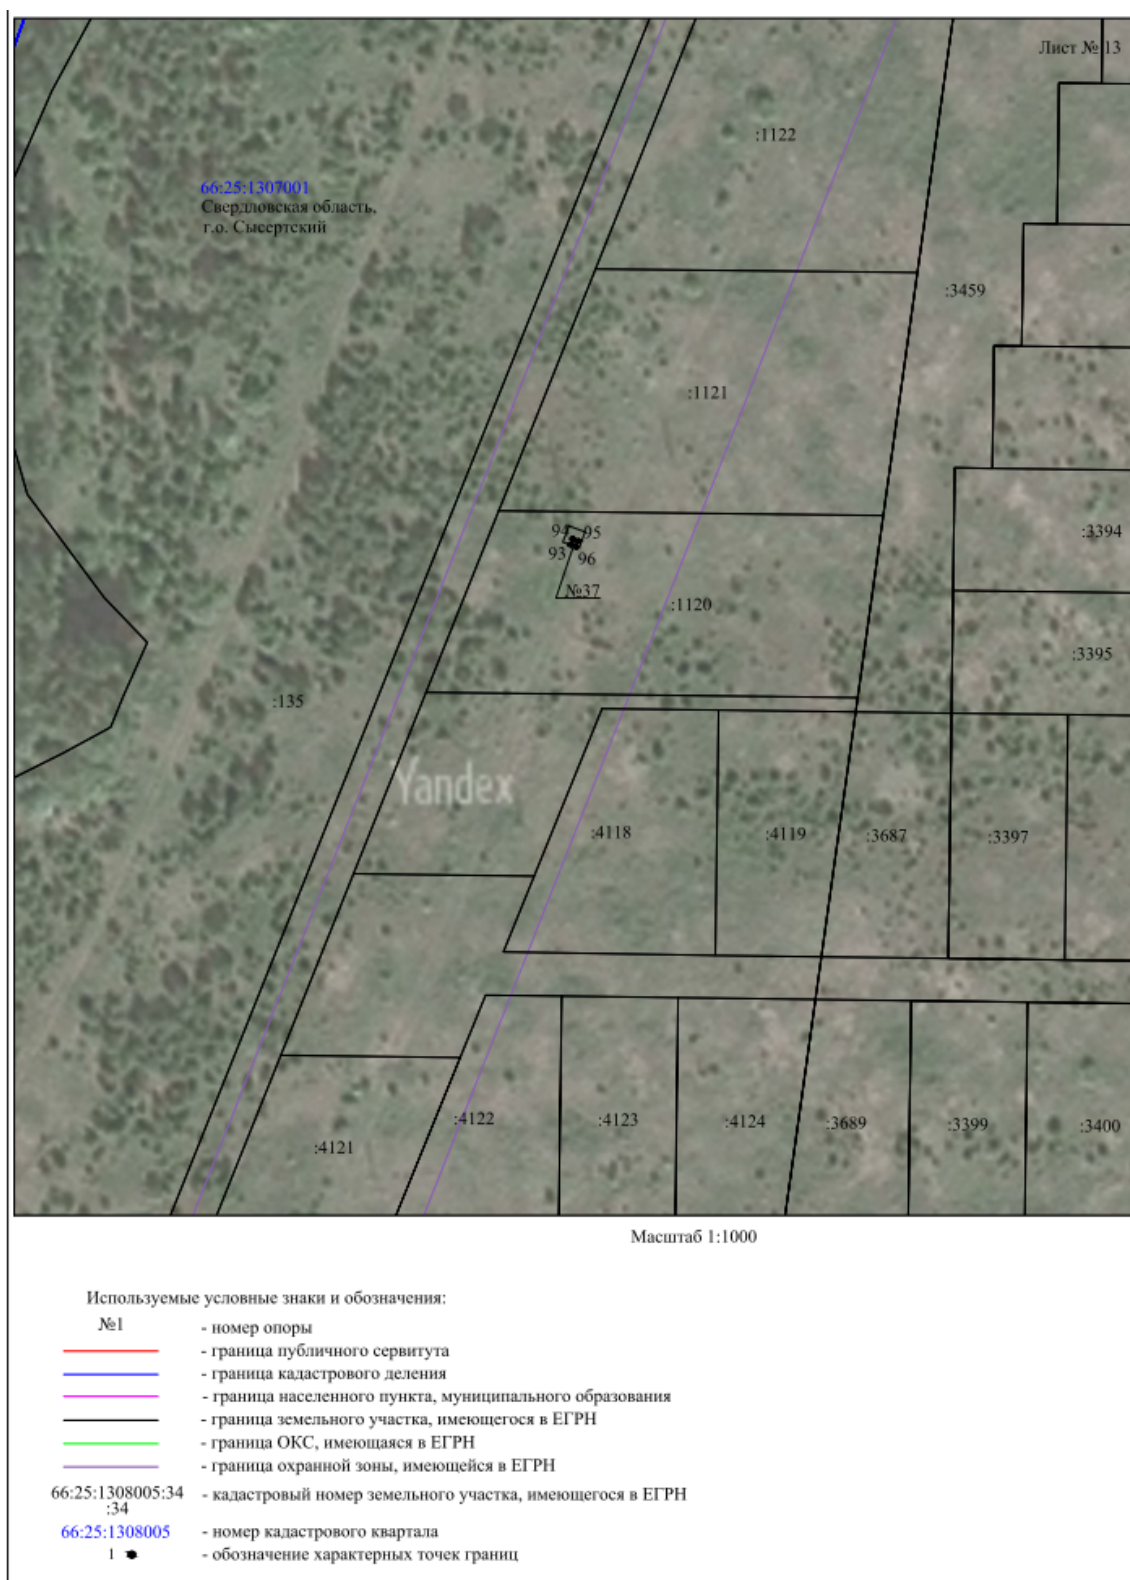 Лист № 13
:1122
66:25:1307001
Свердловская область,
г.о. Сысертский
:3459
:1121
94 95
93 96
№37
:3394
:1120
:3395
:135
Yandex
:4118
:4119
:3687
:3397
:4122
:4123
:4124
:3689
:3399
:3400
:4121
Масштаб 1:1000
Используемые условные знаки и обозначения:
№1 - номер опоры
- граница публичного сервитута
- граница кадастрового деления
- граница населенного пункта, муниципального образования
- граница земельного участка, имеющегося в ЕГРН
- граница ОКС, имеющаяся в ЕГРН
- граница охранной зоны, имеющейся в ЕГРН
66:25:1308005:34 - кадастровый номер земельного участка, имеющегося в ЕГРН
:34
66:25:1308005 - номер кадастрового квартала
1 - обозначение характерных точек границ